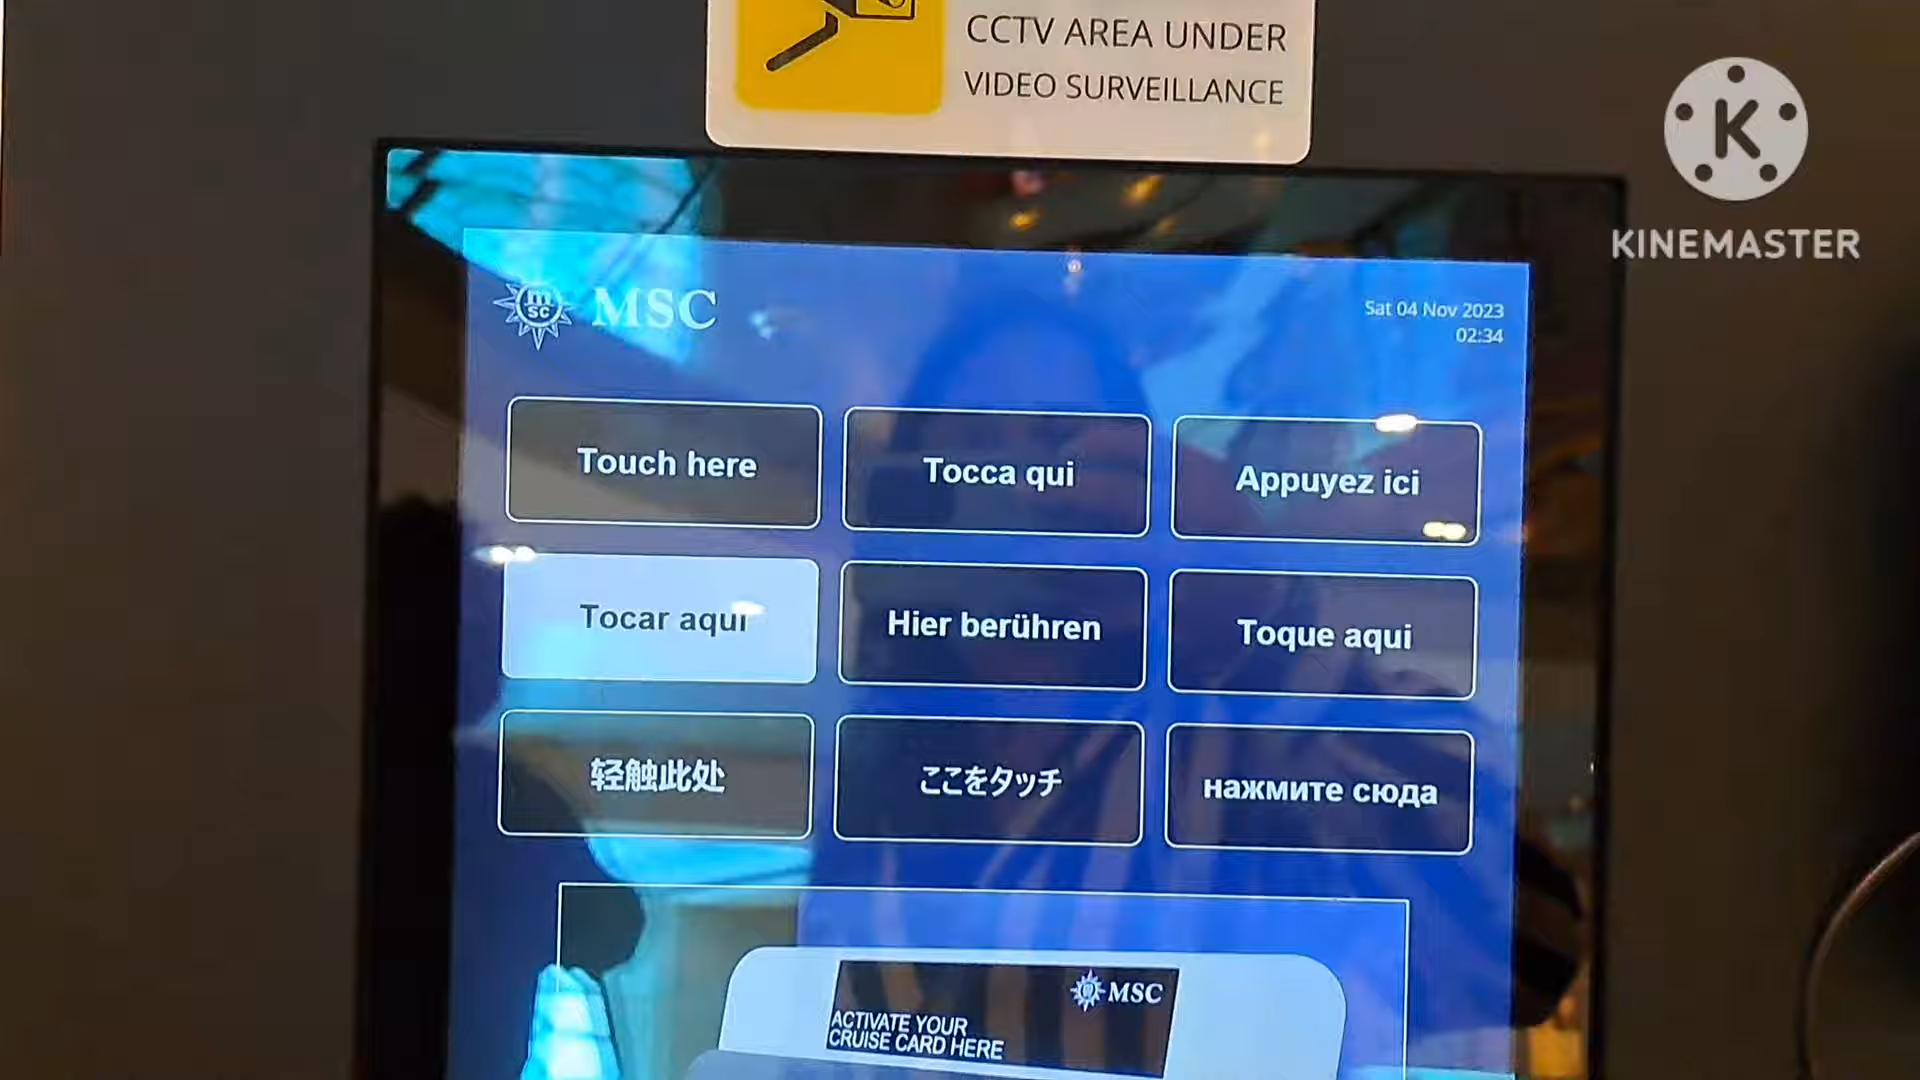 CCTV AREA UNDER
VIDEO SURVEILLANCE
K
KINEMASTER
msc MSC
Sat 04 Nov 2023
02:34
Touch here
Tocca qui
Appuyez ici
Tocar aquí
Hier berühren
Toque aqui
轻触此处
ここをタッチ
нажмите сюда
MSC
ACTIVATE YOUR
CRUISE CARD HERE